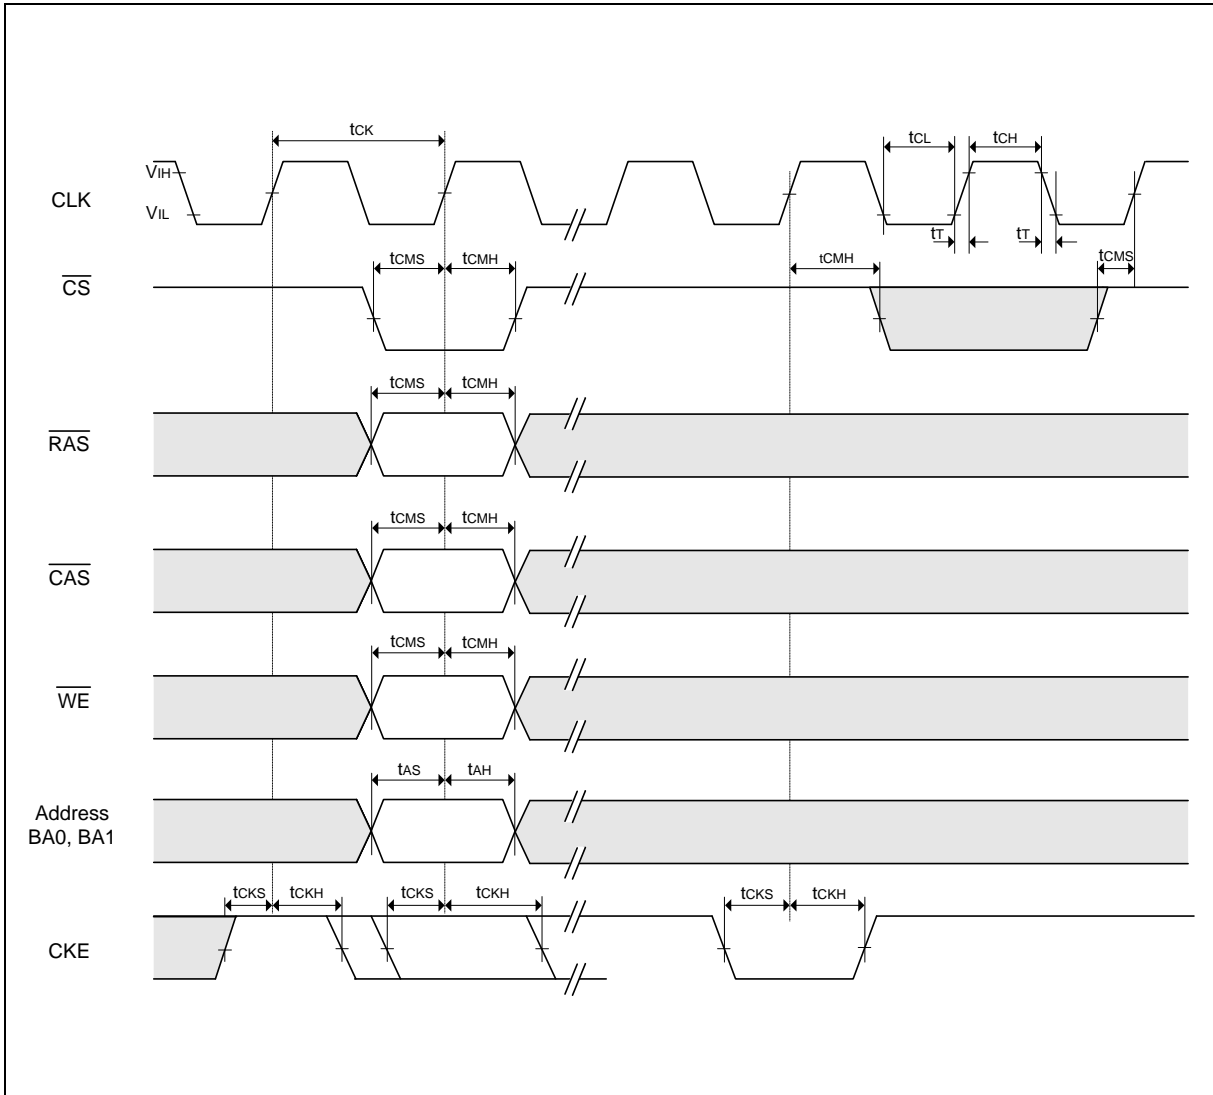 tCK
tCL
tCH
VIH
CLK
VIL
tT
tT
tCMS
tCMH
tCMH
tCMS
CS
tCMS
tCMH
RAS
tCMS
tCMH
CAS
tCMS
tCMH
WE
tAS
tAH
Address
BA0, BA1
tCKS
tCKH
tCKS
tCKH
tCKS
tCKH
CKE